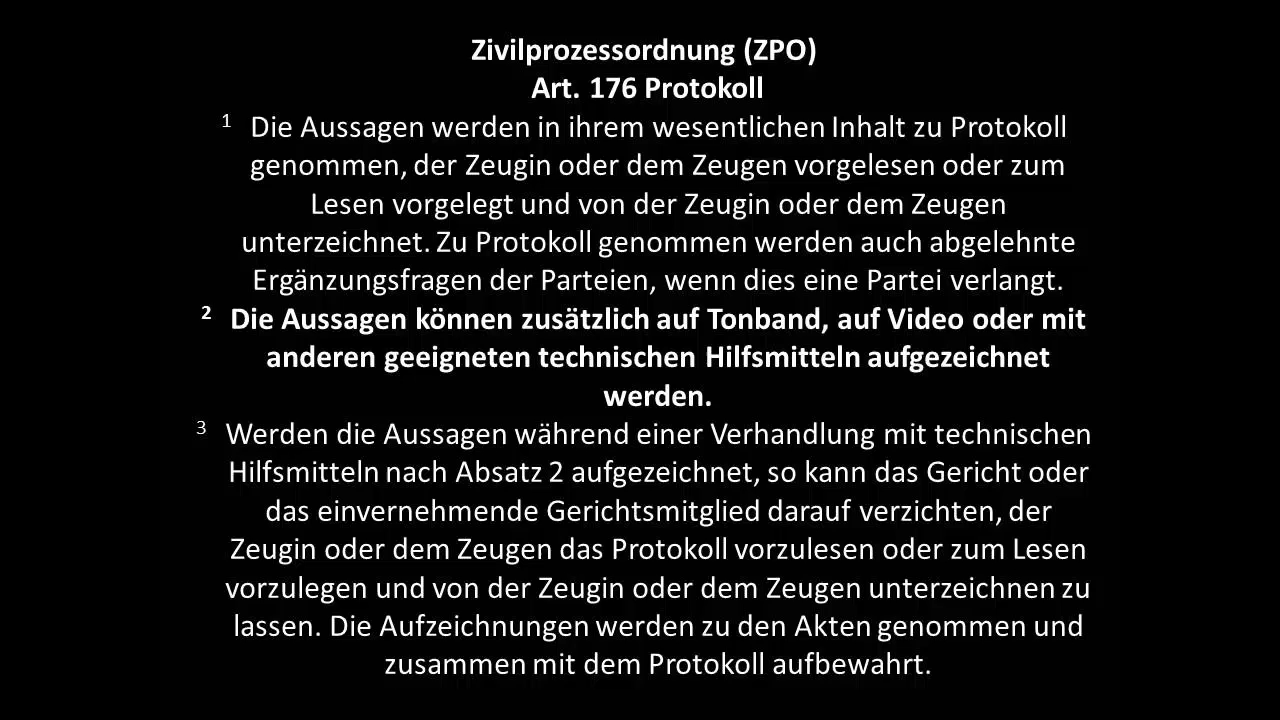 Zivilprozessordnung (ZPO)
Art. 176 Protokoll
1 Die Aussagen werden in ihrem wesentlichen Inhalt zu Protokoll
genommen, der Zeugin oder dem Zeugen vorgelesen oder zum
Lesen vorgelegt und von der Zeugin oder dem Zeugen
unterzeichnet. Zu Protokoll genommen werden auch abgelehnte
Ergänzungsfragen der Parteien, wenn dies eine Partei verlangt.
2 Die Aussagen können zusätzlich auf Tonband, auf Video oder mit
anderen geeigneten technischen Hilfsmitteln aufgezeichnet
werden.
3 Werden die Aussagen während einer Verhandlung mit technischen
Hilfsmitteln nach Absatz 2 aufgezeichnet, so kann das Gericht oder
das einvernehmende Gerichtsmitglied darauf verzichten, der
Zeugin oder dem Zeugen das Protokoll vorzulesen oder zum Lesen
vorzulegen und von der Zeugin oder dem Zeugen unterzeichnen zu
lassen. Die Aufzeichnungen werden zu den Akten genommen und
zusammen mit dem Protokoll aufbewahrt.